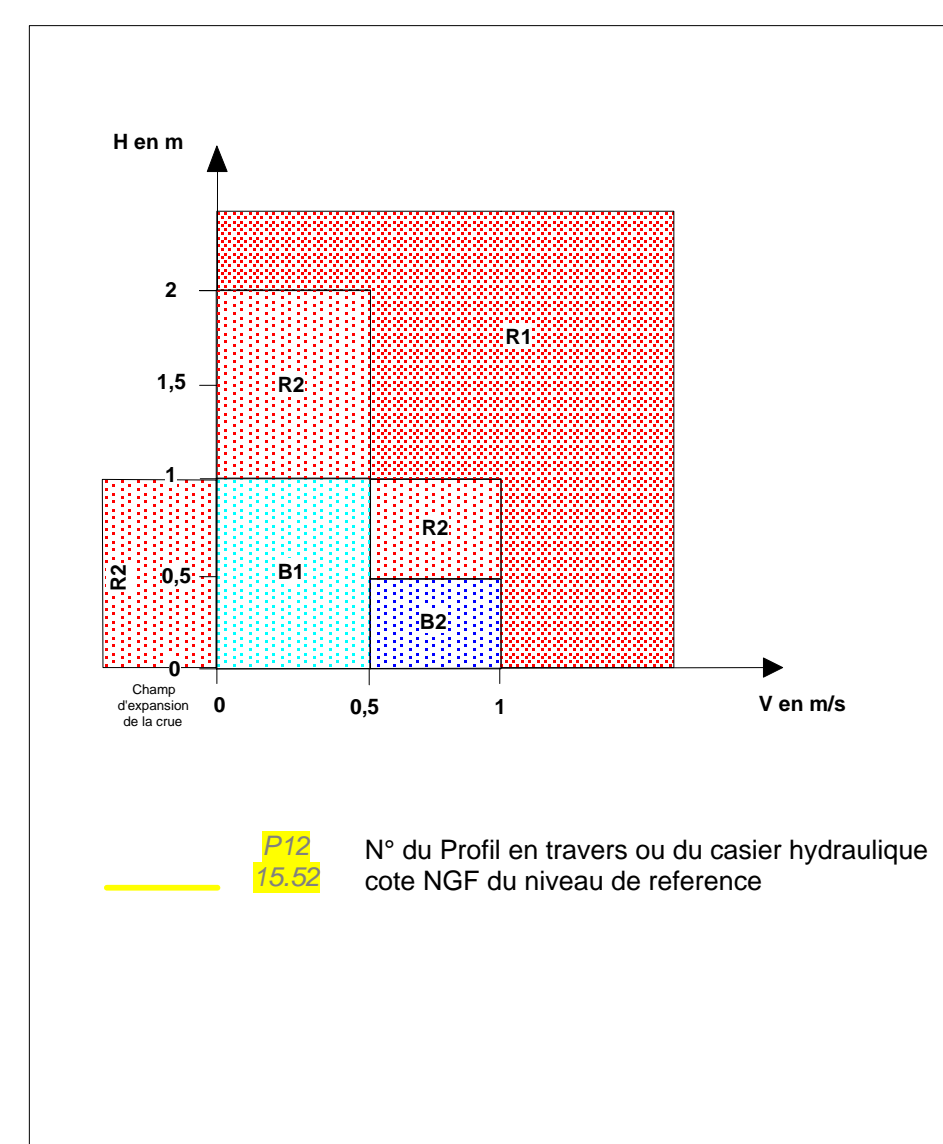 H en m
2
R1
1,5
R2
1
R2
R2
0,5
B1
B2
0
Champ
d'expansion
de la crue
0
0,5
1
V en m/s
P12
N° du Profil en travers ou du casier hydraulique
15.52
cote NGF du niveau de reference